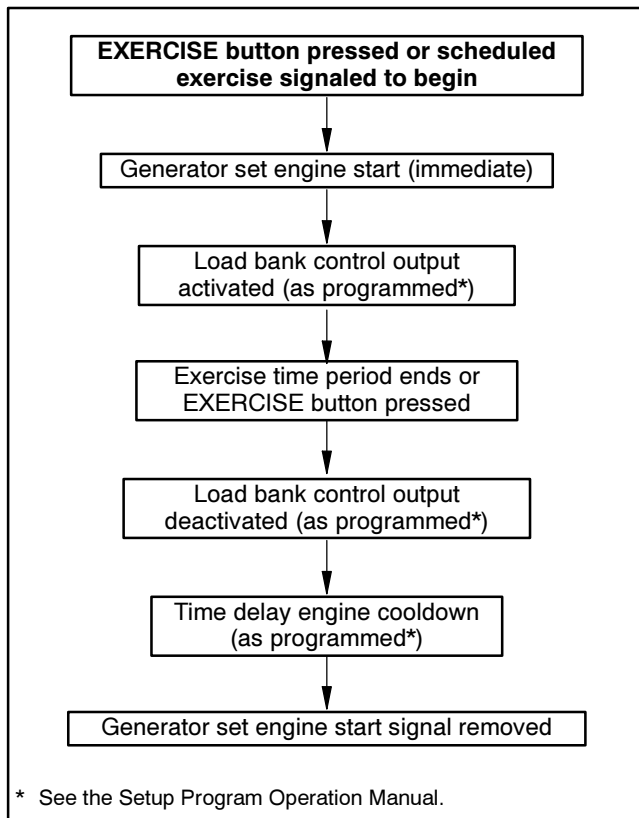 EXERCISE button pressed or scheduled
exercise signaled to begin
Generator set engine start (immediate)
Load bank control output
activated (as programmed*)
Exercise time period ends or
EXERCISE button pressed
Load bank control output
deactivated (as programmed*)
Time delay engine cooldown
(as programmed*)
Generator set engine start signal removed
* See the Setup Program Operation Manual.